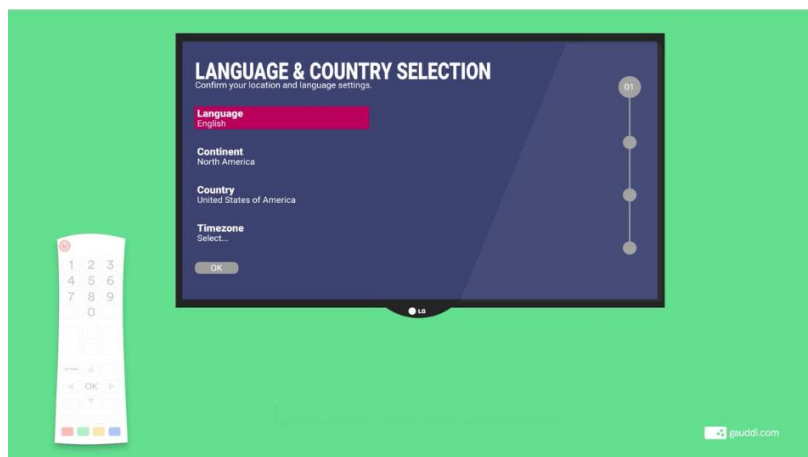 LANGUAGE & COUNTRY SELECTION
Confirm your location and language settings.
01
Language
English
Continent
North America
Country
United States of America
Timezone
Select...
OK
LG
1 2 3
4 5 6
7 8 9
0
OK
gauddi.com